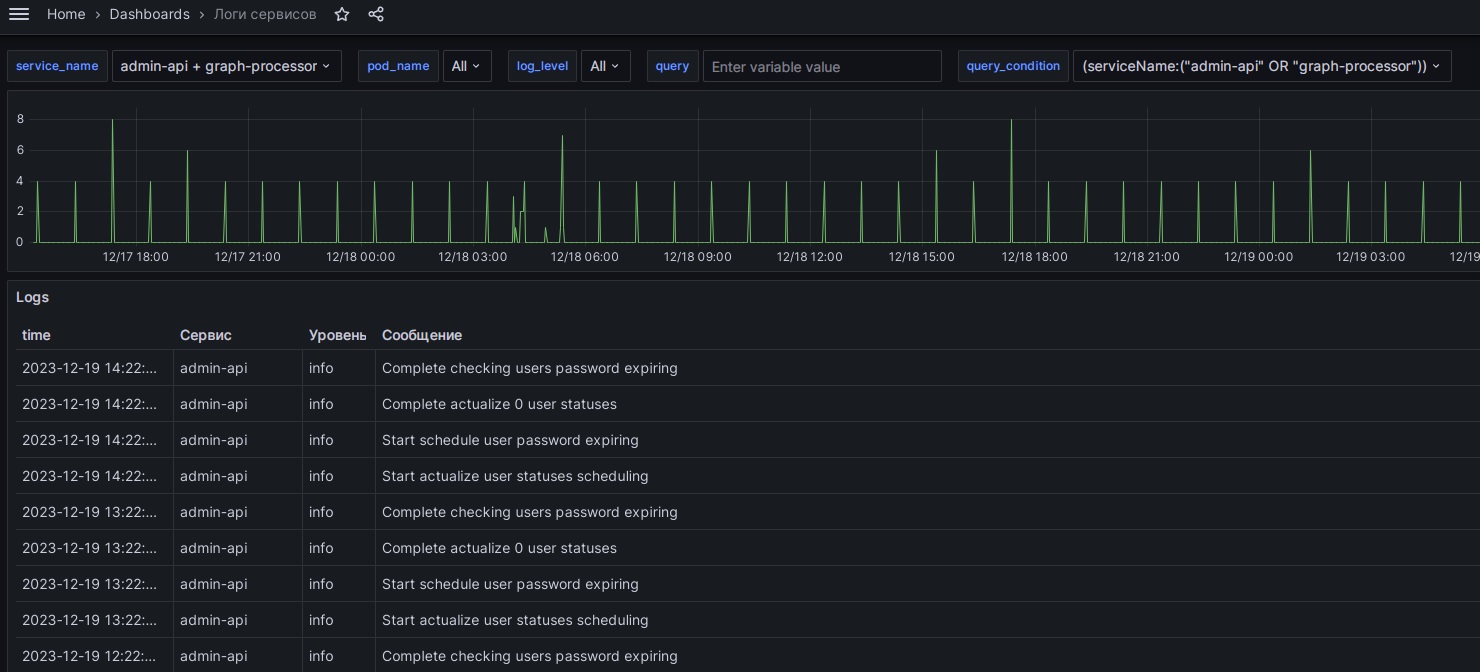 Home › Dashboards › Логи сервисов
service_name admin-api + graph-processor pod_name All log_level All query Enter variable value query_condition (serviceName:("admin-api" OR "graph-processor"))
8
6
4
2
0
12/17 18:00 12/17 21:00 12/18 00:00 12/18 03:00 12/18 06:00 12/18 09:00 12/18 12:00 12/18 15:00 12/18 18:00 12/18 21:00 12/19 00:00 12/19 03:00 12/19
Logs
time Сервис Уровень Сообщение
2023-12-19 14:22:... admin-api info Complete checking users password expiring
2023-12-19 14:22:... admin-api info Complete actualize 0 user statuses
2023-12-19 14:22:... admin-api info Start schedule user password expiring
2023-12-19 14:22:... admin-api info Start actualize user statuses scheduling
2023-12-19 13:22:... admin-api info Complete checking users password expiring
2023-12-19 13:22:... admin-api info Complete actualize 0 user statuses
2023-12-19 13:22:... admin-api info Start schedule user password expiring
2023-12-19 13:22:... admin-api info Start actualize user statuses scheduling
2023-12-19 12:22:... admin-api info Complete checking users password expiring